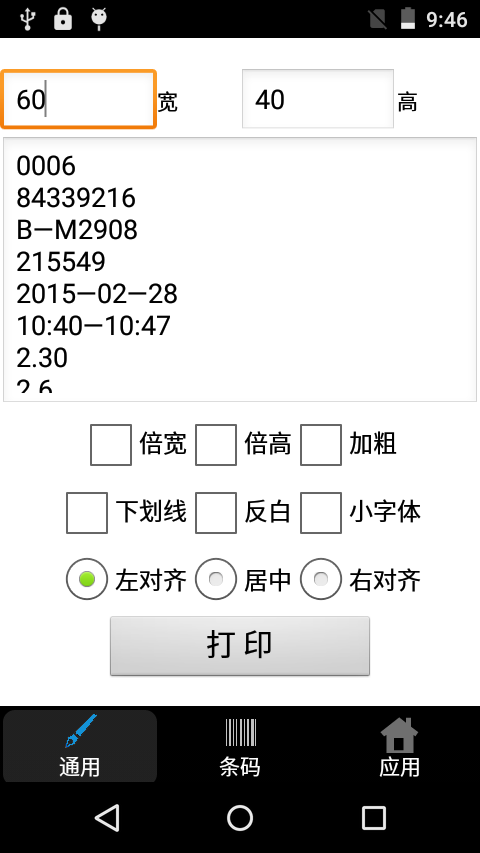 9:46
60 宽 40 高
0006
84339216
B—M2908
215549
2015—02—28
10:40—10:47
2.30
2.6
倍宽 倍高 加粗
下划线 反白 小字体
左对齐 居中 右对齐
打 印
通用 条码 应用